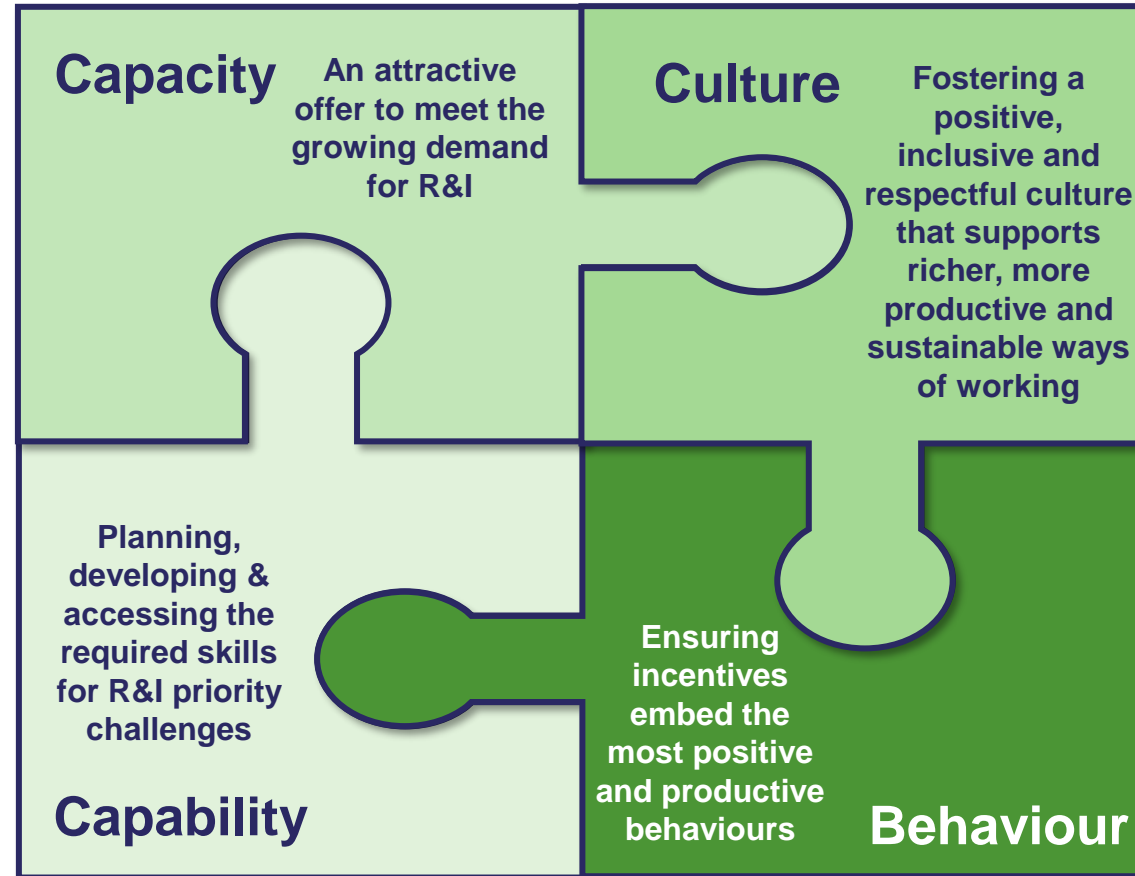 Capacity
An attractive
offer to meet the
growing demand
for R&I
Culture
Fostering a
positive,
inclusive and
respectful culture
that supports
richer, more
productive and
sustainable ways
of working
Planning,
developing &
accessing the
required skills
for R&I priority
challenges
Capability
Ensuring
incentives
embed the
most positive
and productive
behaviours
Behaviour